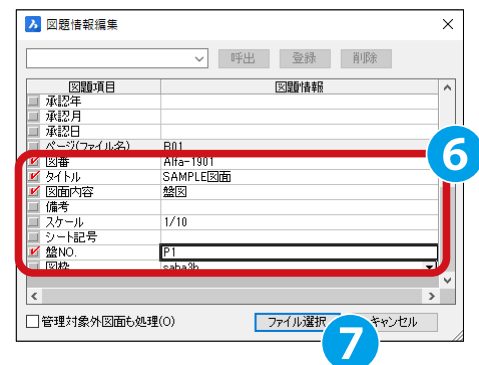 図題情報編集
呼出 登録 削除
図題項目 図題情報
承認年
承認月
承認日
ページ(ファイル名) B01
図番 Alfa-1901
タイトル SAMPLE図面
図面内容 盤図
備考
スケール 1/10
シート記号
盤NO. P1
図枠 saba3b
6
管理対象外図面も処理(O) ファイル選択 キャンセル
7